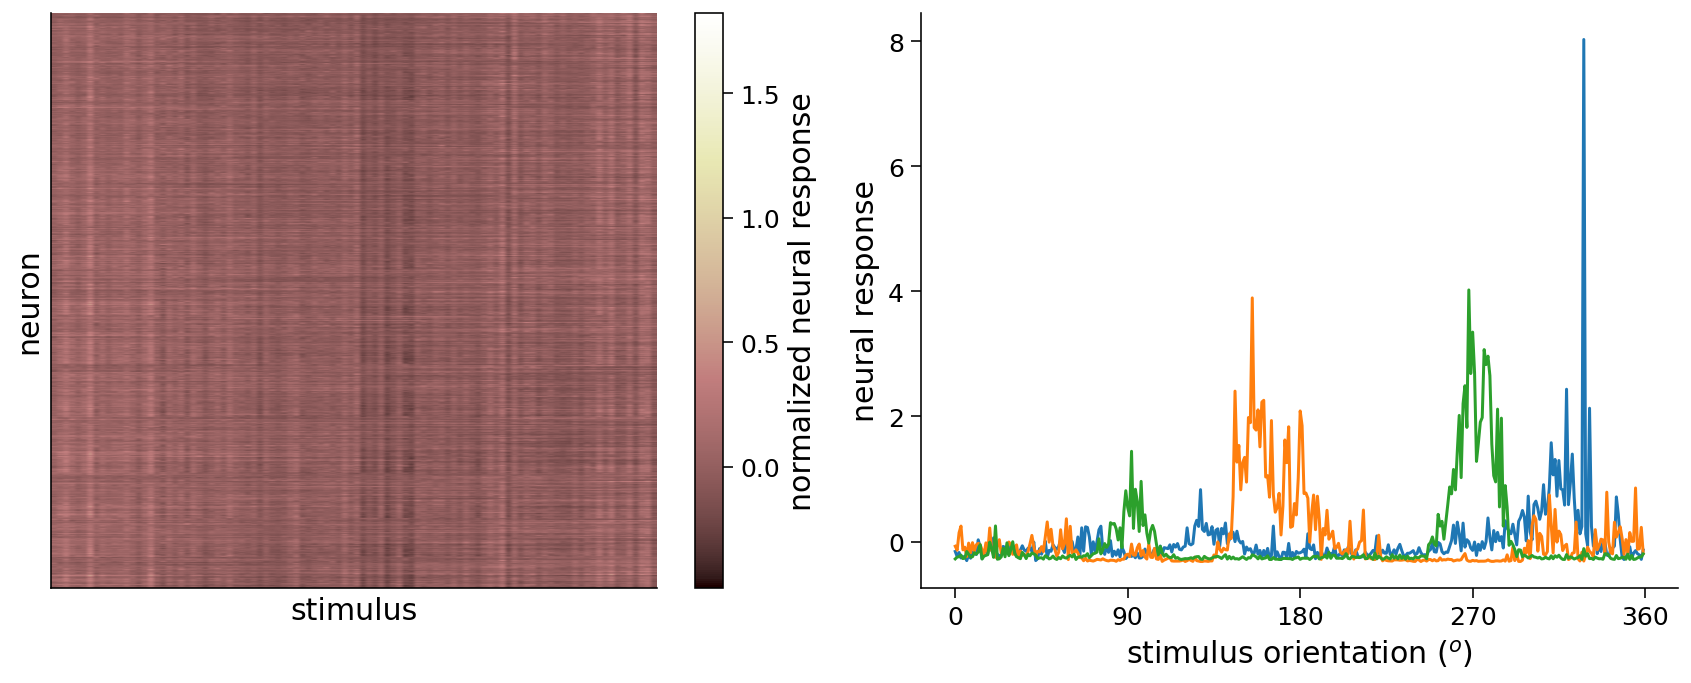 neuron
stimulus
1.5
1.0
0.5
0.0
normalized neural response
neural response
8
6
4
2
0
0 90 180 270 360
stimulus orientation (°)